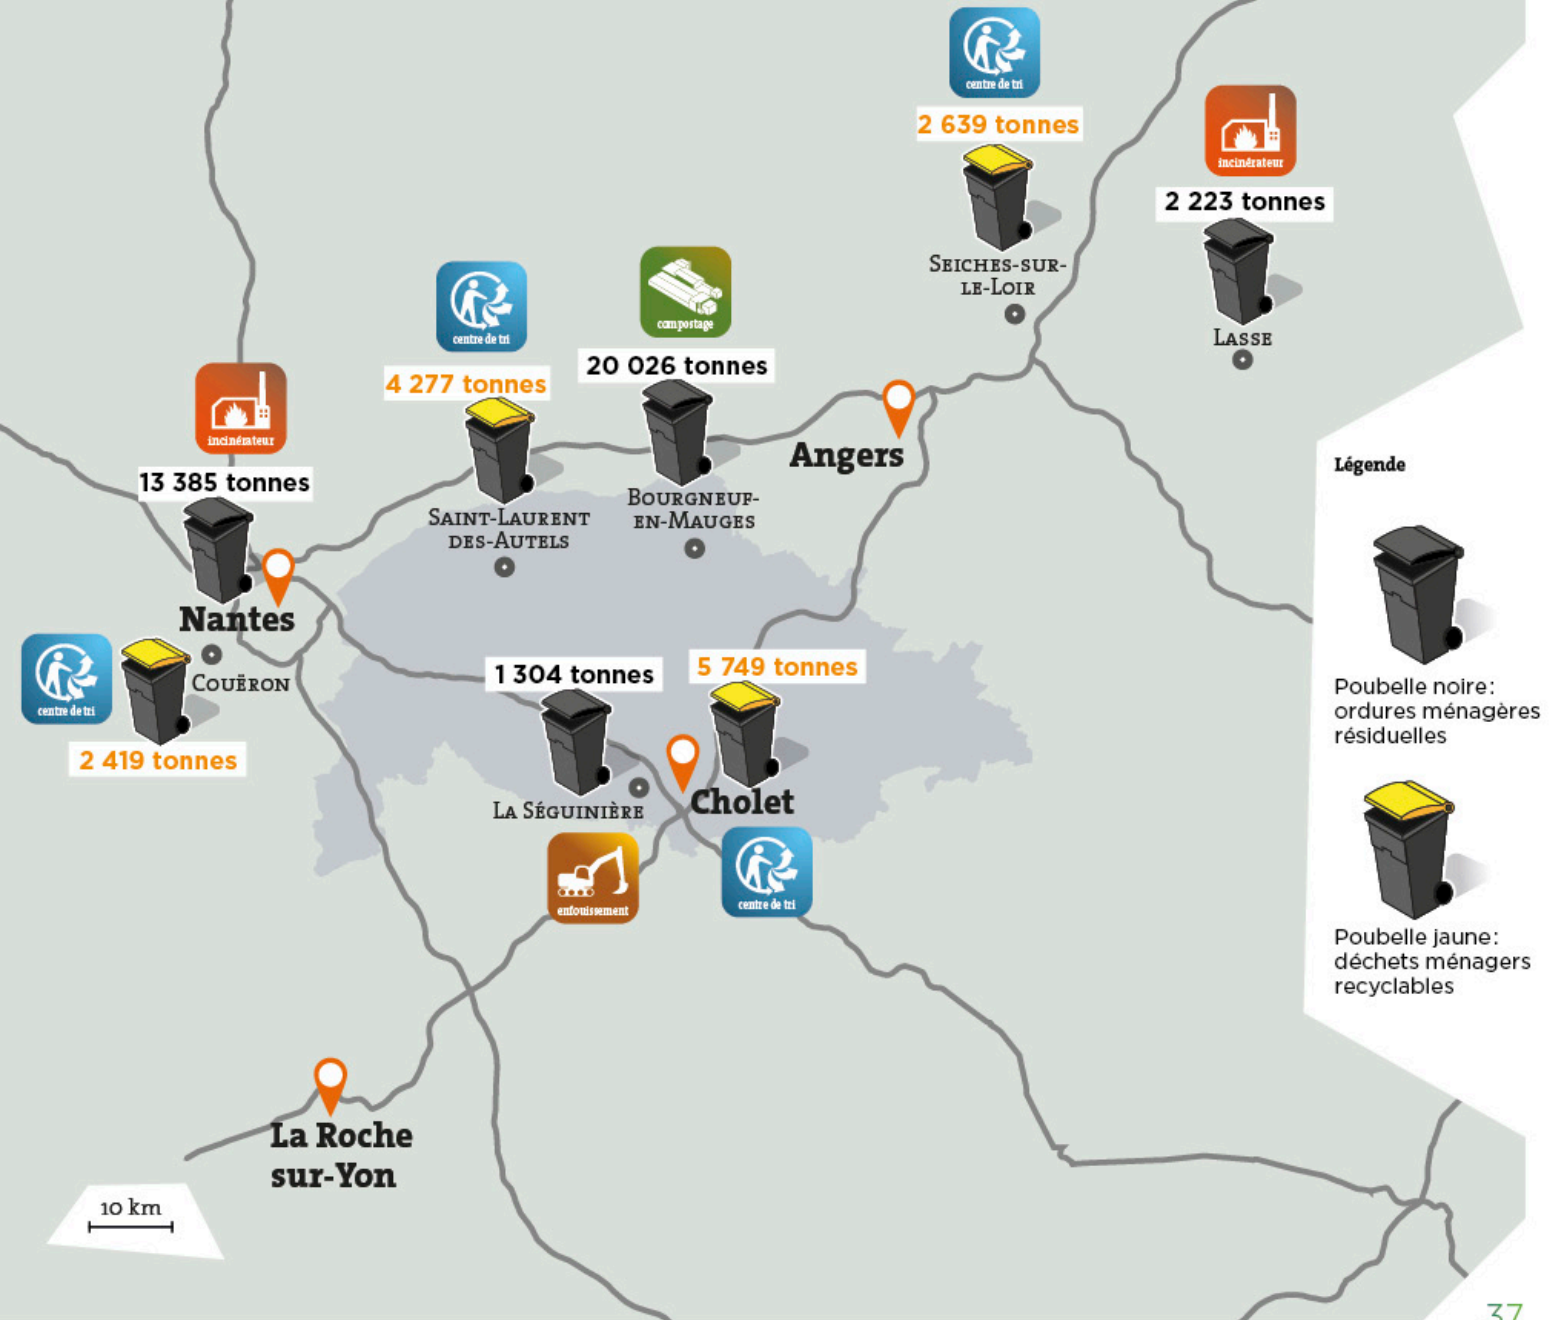 centre de tri
2 639 tonnes
SEICHES-SUR-
LE-LOIR
incinérateur
2 223 tonnes
LASSE
centre de tri
4 277 tonnes
SAINT-LAURENT
DES-AUTELS
compostage
20 026 tonnes
BOURGNEUF-
EN-MAUGES
Angers
incinérateur
13 385 tonnes
Nantes
COUËRON
centre de tri
2 419 tonnes
1 304 tonnes
LA SÉGUINIÈRE
enfouissement
5 749 tonnes
Cholet
centre de tri
La Roche
sur-Yon
10 km
Légende
Poubelle noire :
ordures ménagères
résiduelles
Poubelle jaune :
déchets ménagers
recyclables
37